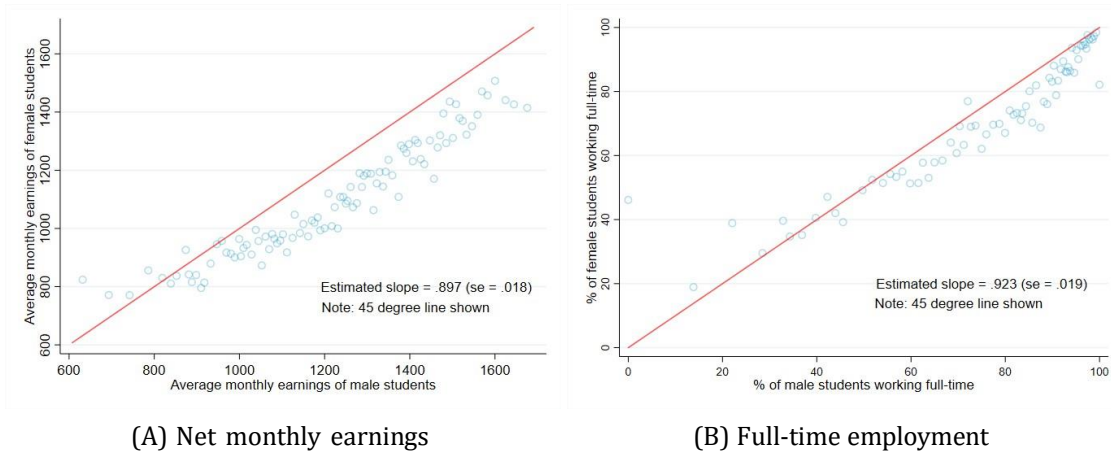 Average monthly earnings of female students
1600
1400
1200
1000
800
600
Estimated slope = .897 (se = .018)
Note: 45 degree line shown
600 800 1000 1200 1400 1600
Average monthly earnings of male students
(A) Net monthly earnings
% of female students working full-time
100
80
60
40
20
0
Estimated slope = .923 (se = .019)
Note: 45 degree line shown
0 20 40 60 80 100
% of male students working full-time
(B) Full-time employment